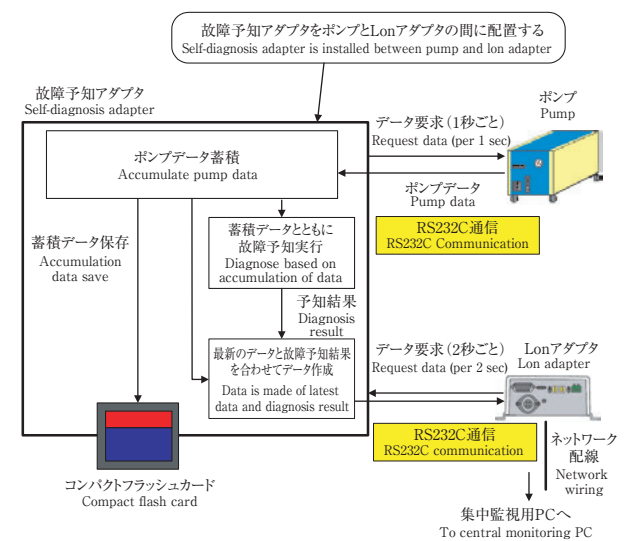 故障予知アダプタをポンプとLonアダプタの間に配置する
Self-diagnosis adapter is installed between pump and lon adapter
故障予知アダプタ
Self-diagnosis adapter
ポンプデータ蓄積
Accumulate pump data
データ要求(1秒ごと)
Request data (per 1 sec)
ポンプデータ
Pump data
ポンプ
Pump
RS232C通信
RS232C Communication
蓄積データ保存
Accumulation
data save
蓄積データとともに
故障予知実行
Diagnose based on
accumulation of data
予知結果
Diagnosis
result
最新のデータと故障予知結果
を合わせてデータ作成
Data is made of latest
data and diagnosis result
データ要求(2秒ごと)
Request data (per 2 sec)
Lonアダプタ
Lon adapter
RS232C通信
RS232C communication
ネットワーク
配線
Network
wiring
コンパクトフラッシュカード
Compact flash card
集中監視用PCへ
To central monitoring PC